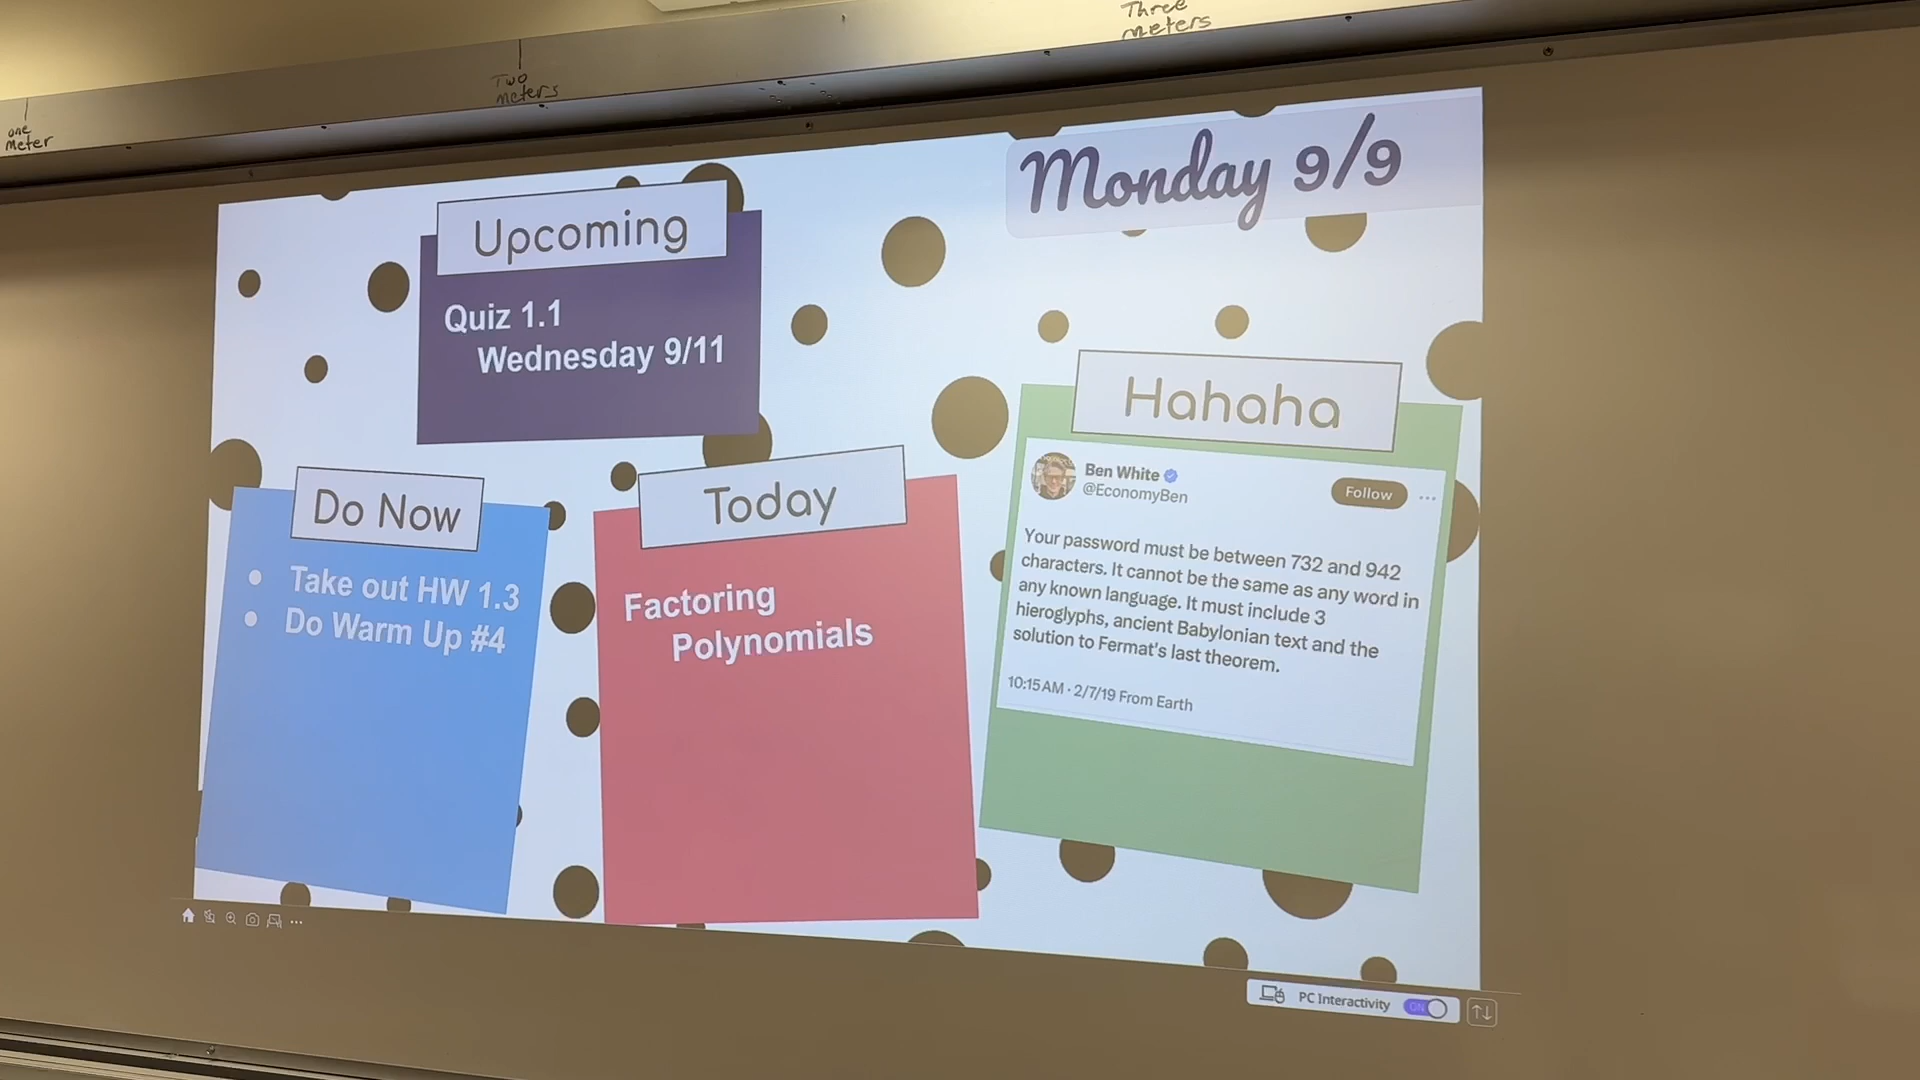 one
meter
Two
meters
Three
meters
Monday 9/9
Upcoming
Quiz 1.1
Wednesday 9/11
Do Now
Take out HW 1.3
Do Warm Up #4
Today
Factoring
Polynomials
Hahaha
Ben White
@EconomyBen
Follow
Your password must be between 732 and 942
characters. It cannot be the same as any word in
any known language. It must include 3
hieroglyphs, ancient Babylonian text and the
solution to Fermat's last theorem.
10:15 AM · 2/7/19 From Earth
PC Interactivity ON